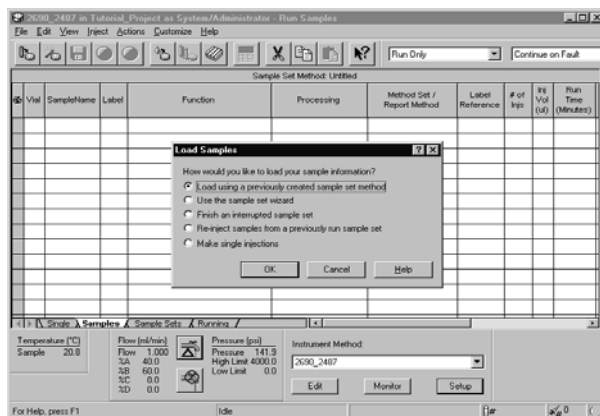 2690_2487 in Tutorial_Project as System/Administrator - Run Samples
File Edit View Inject Actions Customize Help
Run Only
Continue on Fault
Sample Set Method: Untitled
Vial SampleName Label Function Processing Method Set / Report Method Label Reference # of Injs Inj Vol (ul) Run Time (Minutes)
Load Samples
How would you like to load your sample information?
Load using a previously created sample set method
Use the sample set wizard
Finish an interrupted sample set
Re-inject samples from a previously run sample set
Make single injections
OK Cancel Help
Single Samples Sample Sets Running
Temperature (°C)
Sample 20.0
Flow (ml/min)
Flow 1.000
%A 40.0
%B 60.0
%C 0.0
%D 0.0
Pressure (psi)
Pressure 141.9
High Limit 4000.0
Low Limit 0.0
Instrument Method:
2690_2487
Edit Monitor Setup
For Help, press F1
Idle
0